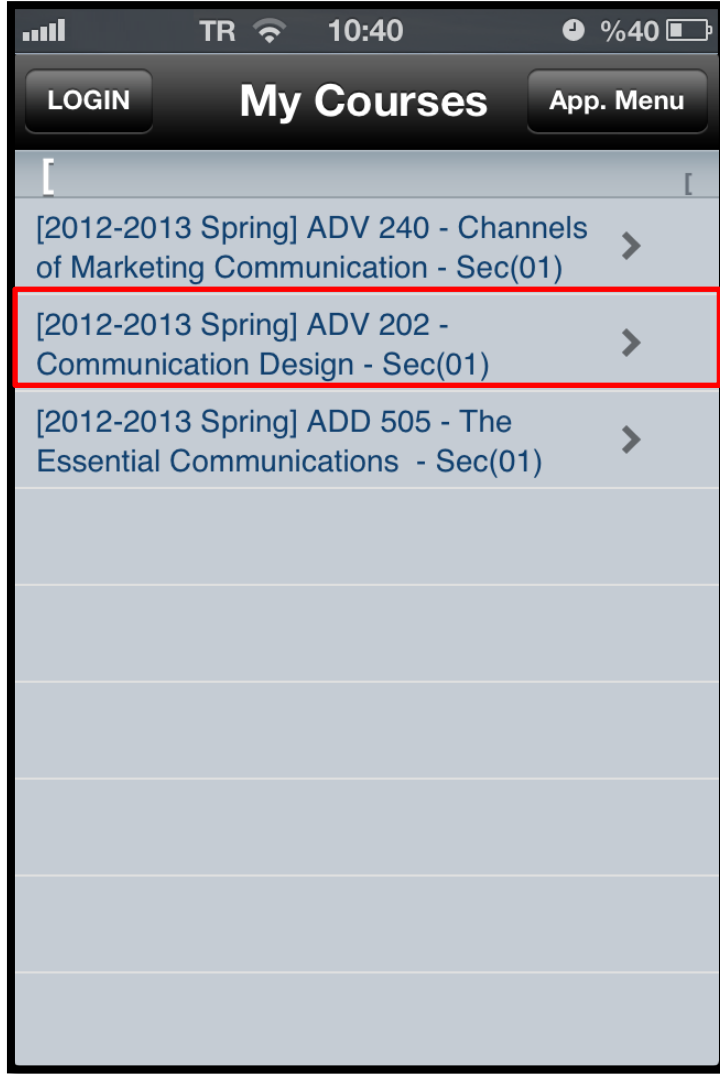 TR 10:40 %40
LOGIN My Courses App. Menu
[ [
[2012-2013 Spring] ADV 240 - Channels
of Marketing Communication - Sec(01)
[2012-2013 Spring] ADV 202 -
Communication Design - Sec(01)
[2012-2013 Spring] ADD 505 - The
Essential Communications  - Sec(01)